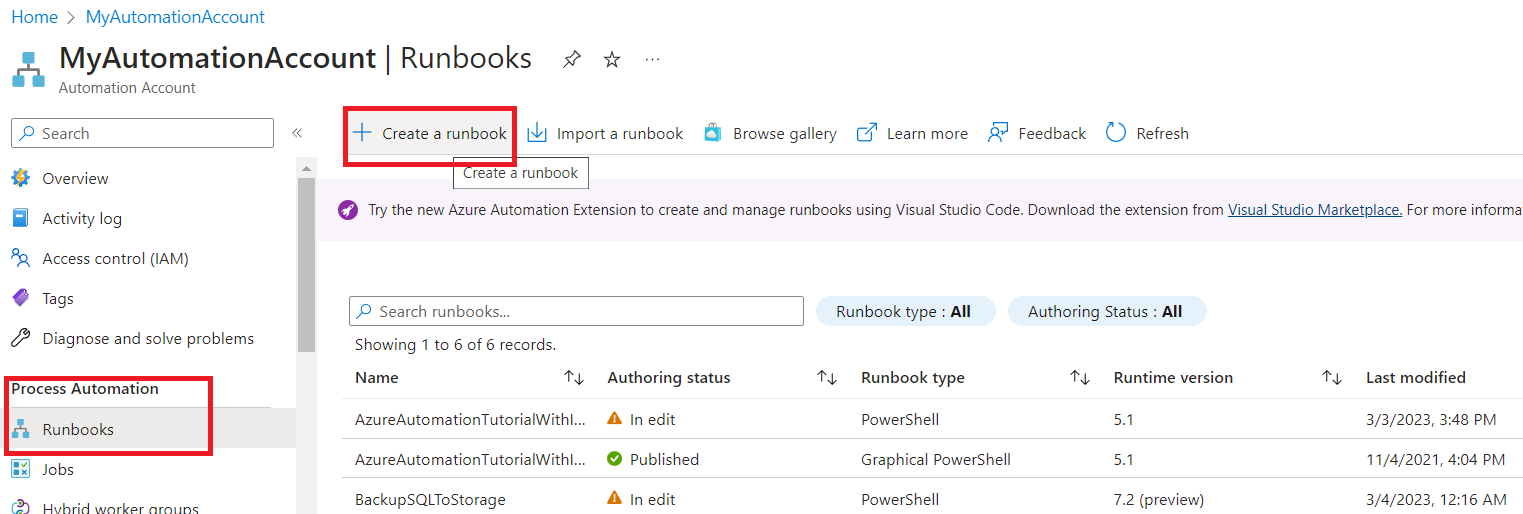 Home > MyAutomationAccount
MyAutomationAccount | Runbooks
Automation Account
Search
Overview
Activity log
Access control (IAM)
Tags
Diagnose and solve problems
Process Automation
Runbooks
Jobs
Hybrid worker groups
Create a runbook Import a runbook Browse gallery Learn more Feedback Refresh
Create a runbook
Try the new Azure Automation Extension to create and manage runbooks using Visual Studio Code. Download the extension from Visual Studio Marketplace. For more informa
Search runbooks... Runbook type : All Authoring Status : All
Showing 1 to 6 of 6 records.
Name Authoring status Runbook type Runtime version Last modified
AzureAutomationTutorialWithI... In edit PowerShell 5.1 3/3/2023, 3:48 PM
AzureAutomationTutorialWithI... Published Graphical PowerShell 5.1 11/4/2021, 4:04 PM
BackupSQLToStorage In edit PowerShell 7.2 (preview) 3/4/2023, 12:16 AM